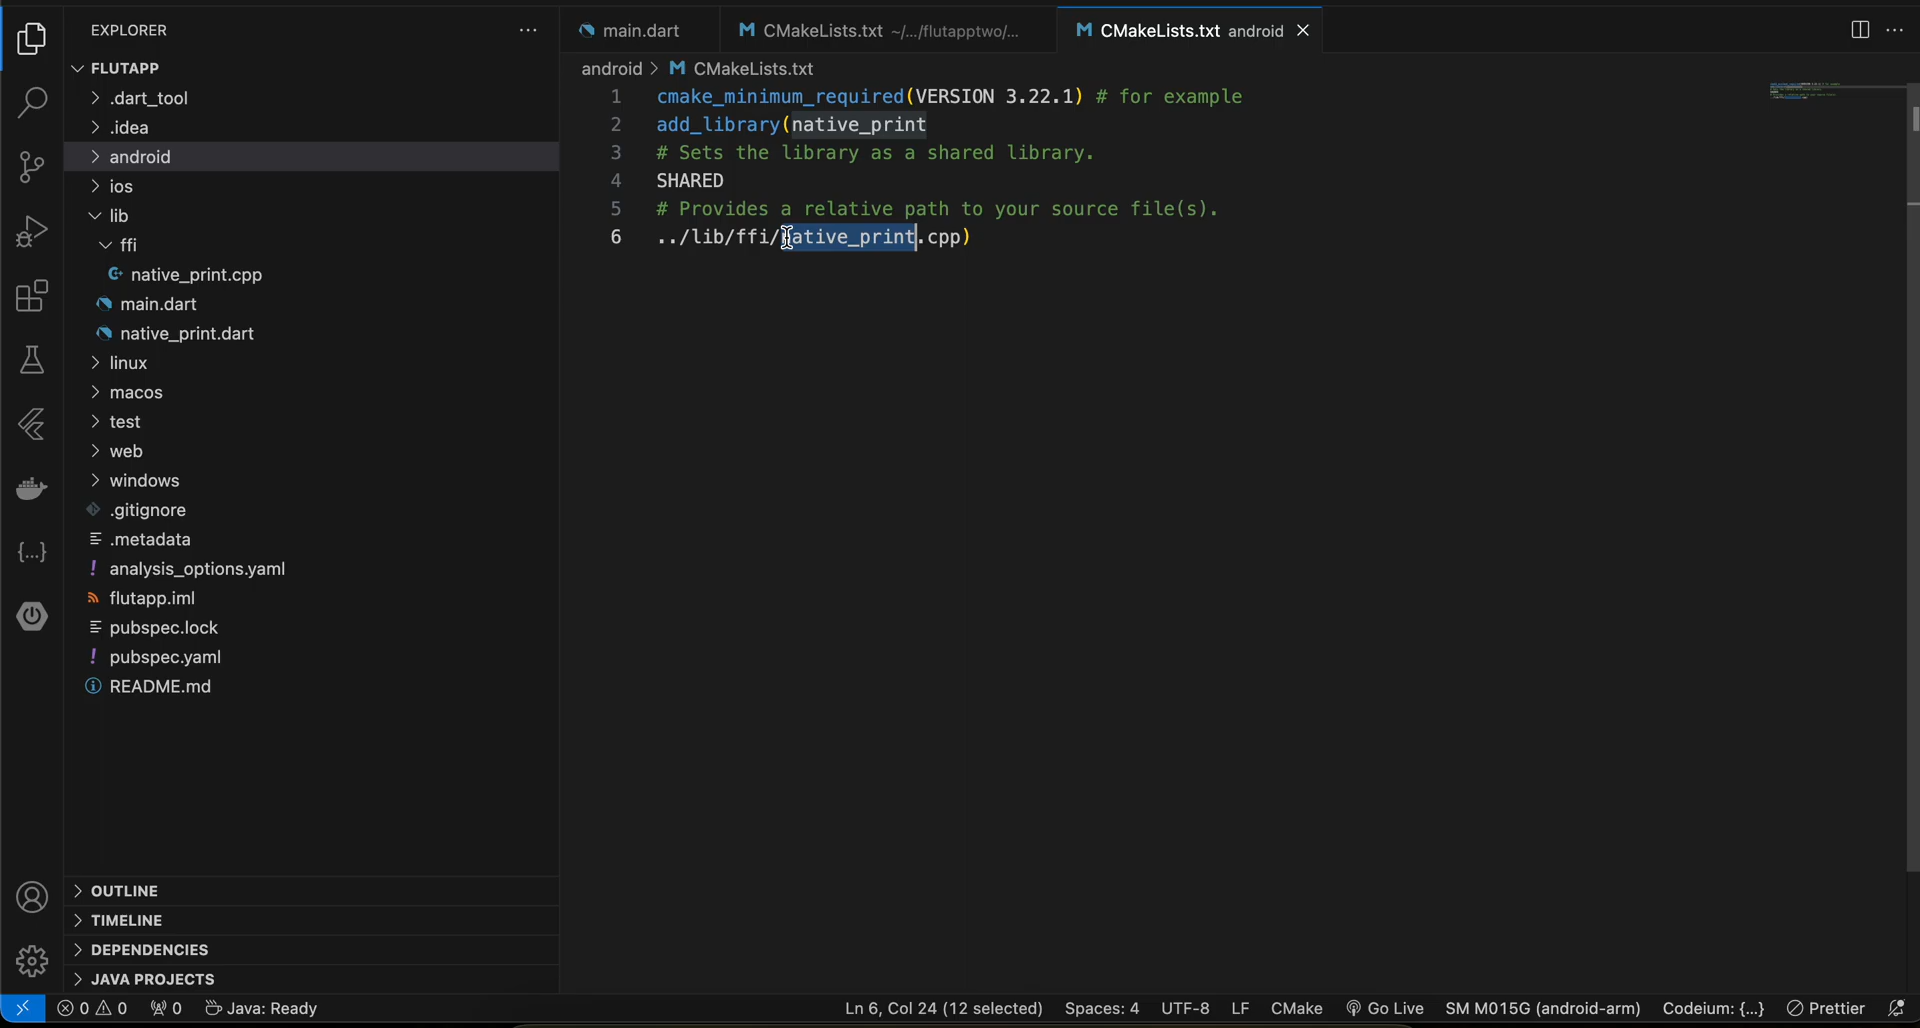 EXPLORER
FLUTAPP
.dart_tool
.idea
android
ios
lib
ffi
native_print.cpp
main.dart
native_print.dart
linux
macos
test
web
windows
.gitignore
.metadata
analysis_options.yaml
flutapp.iml
pubspec.lock
pubspec.yaml
README.md
OUTLINE
TIMELINE
DEPENDENCIES
JAVA PROJECTS
main.dart
CMakeLists.txt ~/.../flutapptwo/...
CMakeLists.txt android
android > CMakeLists.txt
1 cmake_minimum_required(VERSION 3.22.1) # for example
2 add_library(native_print
3 # Sets the library as a shared library.
4 SHARED
5 # Provides a relative path to your source file(s).
6 ../lib/ffi/native_print.cpp)
0 0 0 Java: Ready Ln 6, Col 24 (12 selected) Spaces: 4 UTF-8 LF CMake Go Live SM M015G (android-arm) Codeium: {...} Prettier